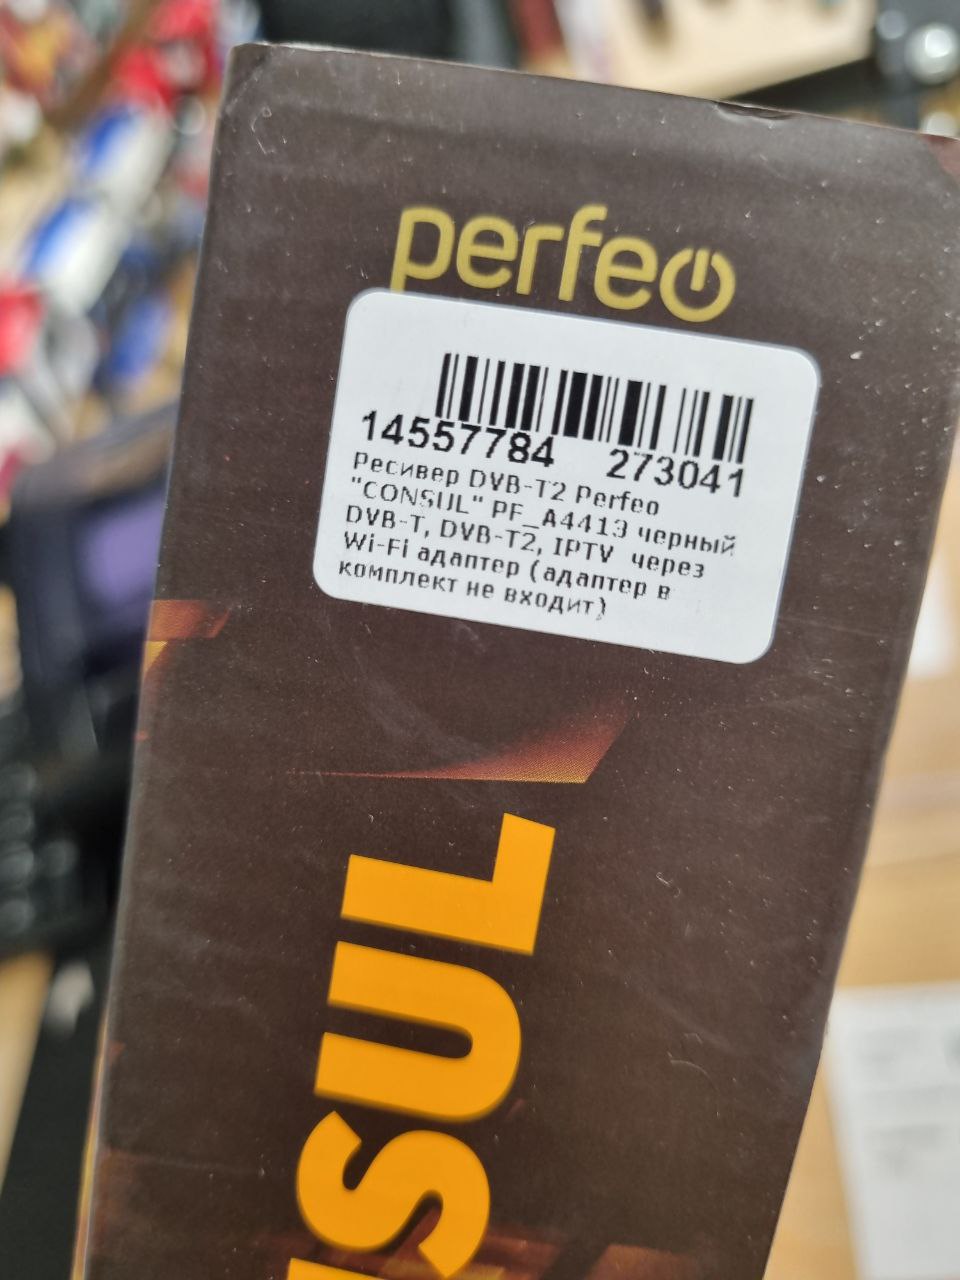 perfeo
14557784 273041
Ресивер DVB-T2 Perfeo
"CONSUL" PF_A4413 черный
DVB-T, DVB-T2, IPTV через
Wi-Fi адаптер (адаптер в
комплект не входит)
NSUL